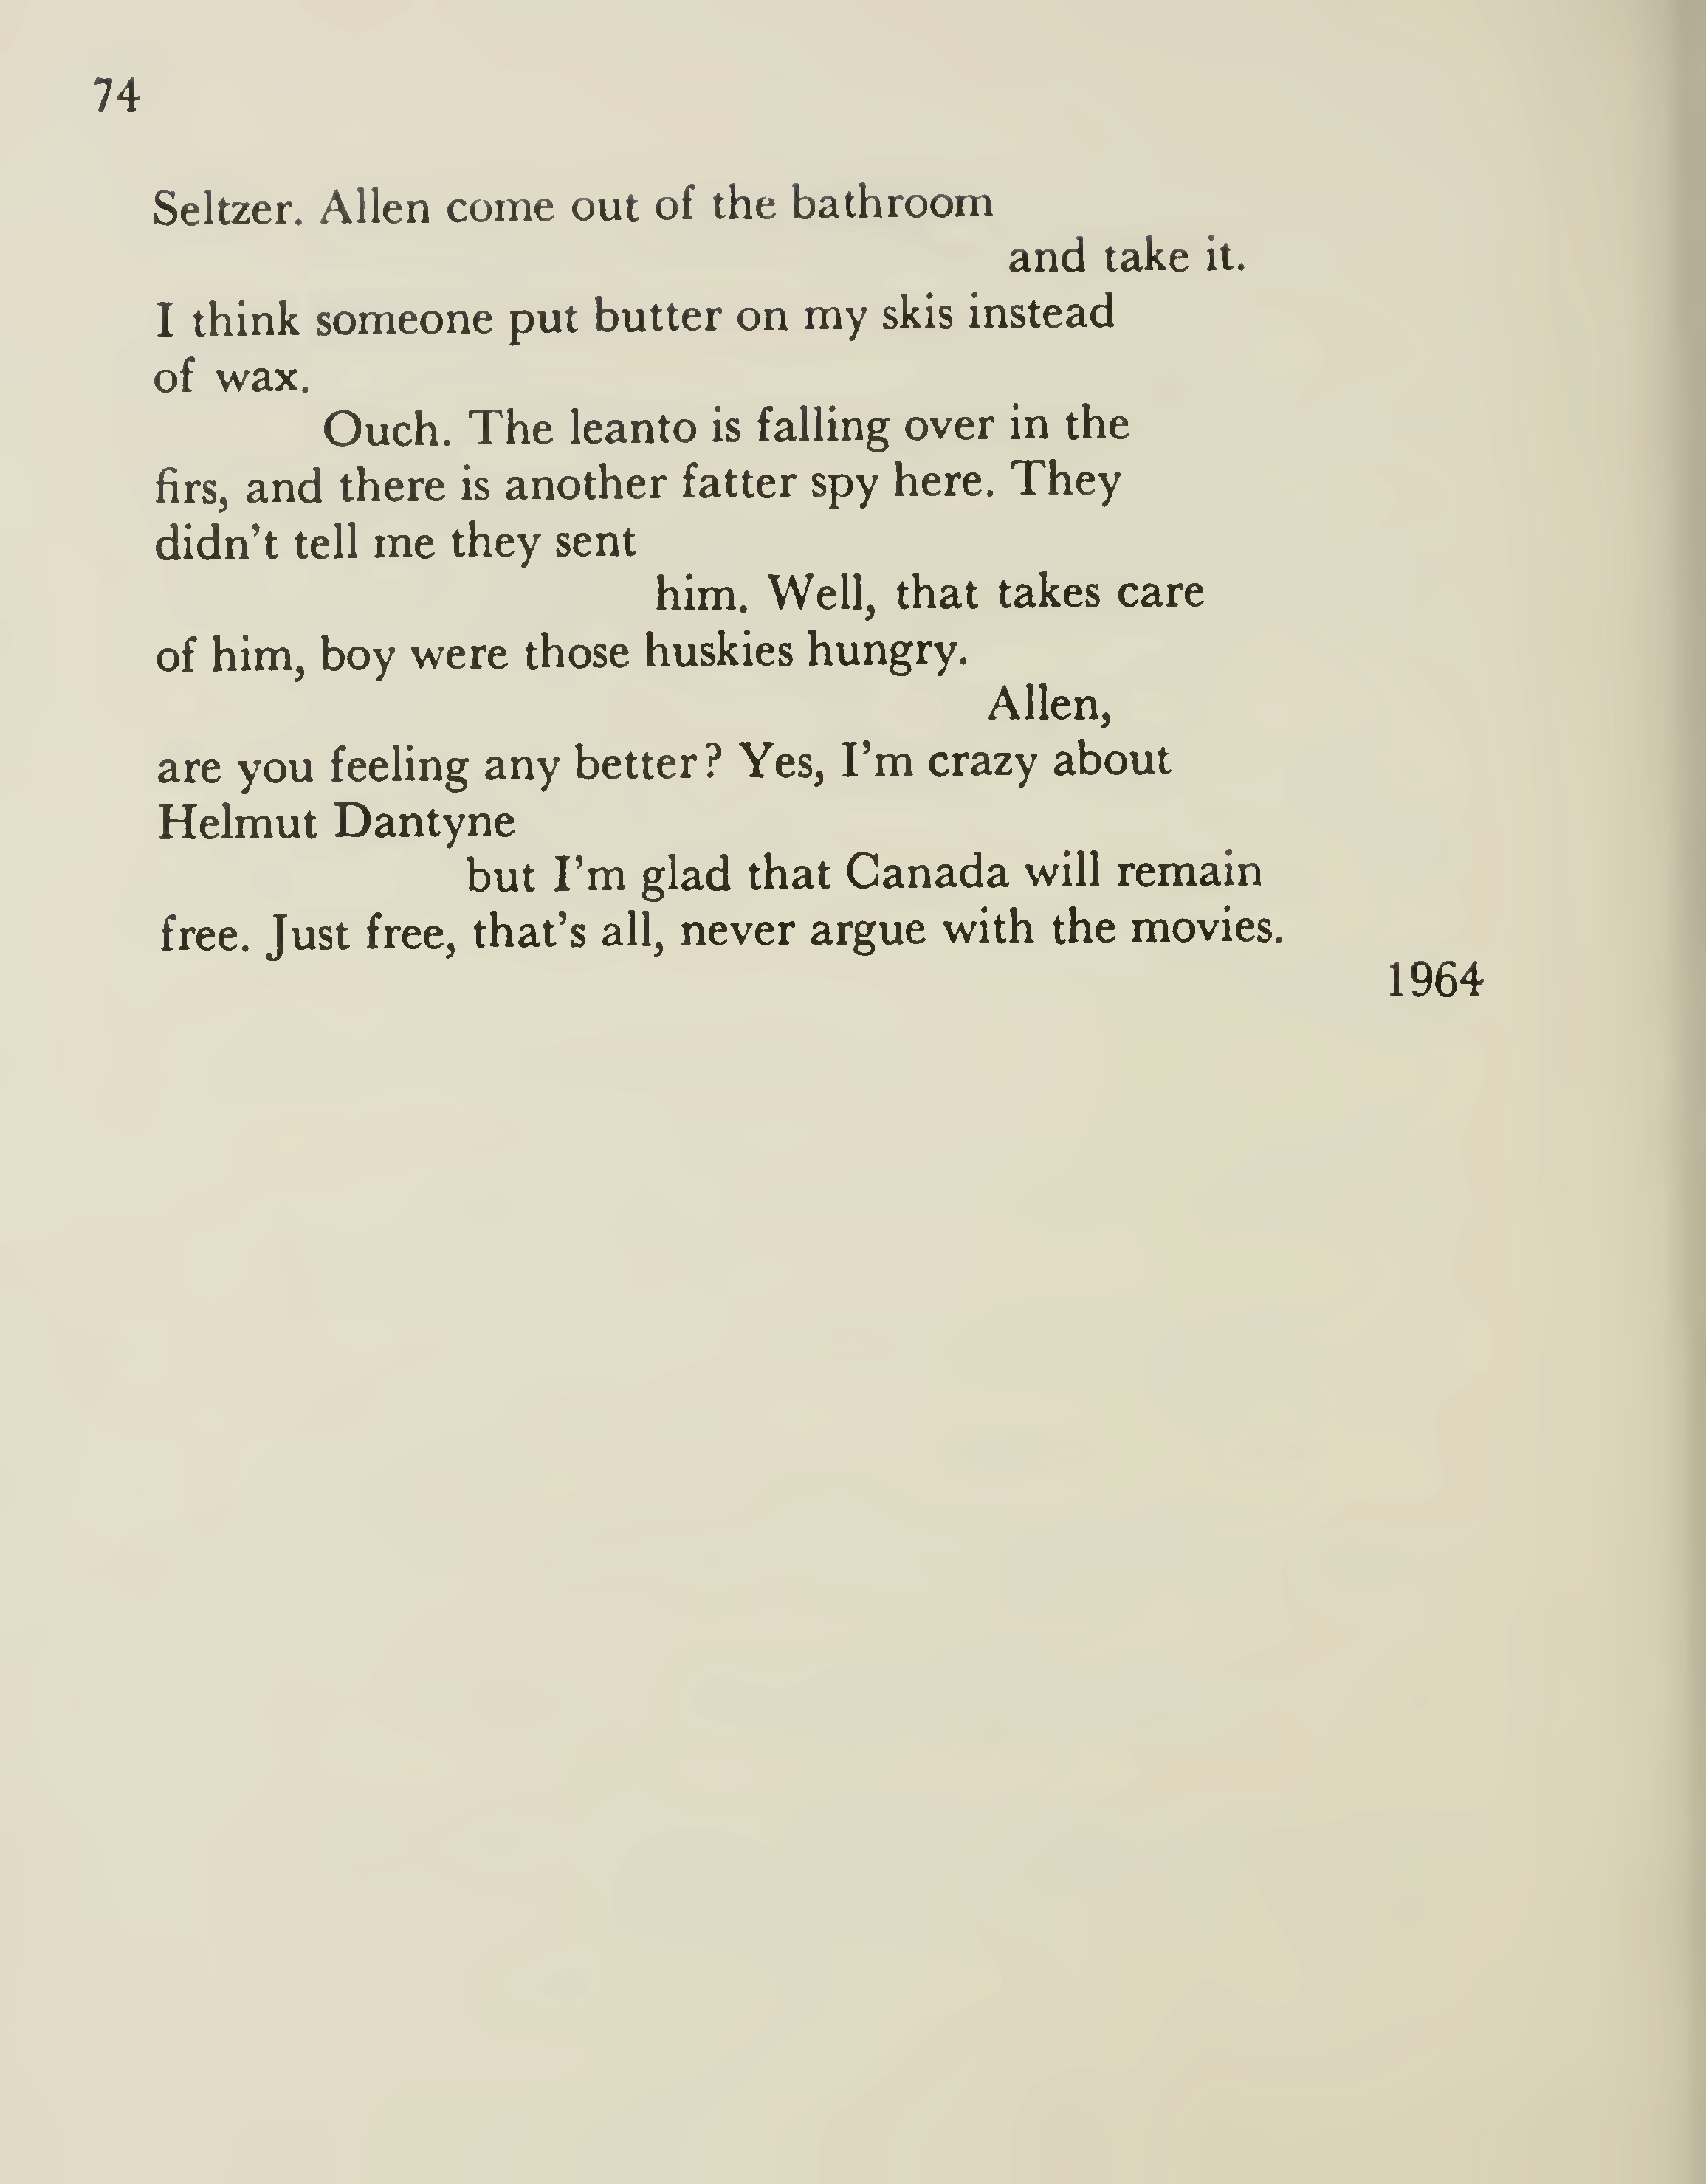 74
Seltzer. Allen come out of the bathroom
and take it.
I think someone put butter on my skis instead
of wax.
Ouch. The leanto is falling over in the
firs, and there is another fatter spy here. They
didn't tell me they sent
him. Well, that takes care
of him, boy were those huskies hungry.
Allen,
are you feeling any better? Yes, I'm crazy about
Helmut Dantyne
but I'm glad that Canada will remain
free. Just free, that's all, never argue with the movies.
1964